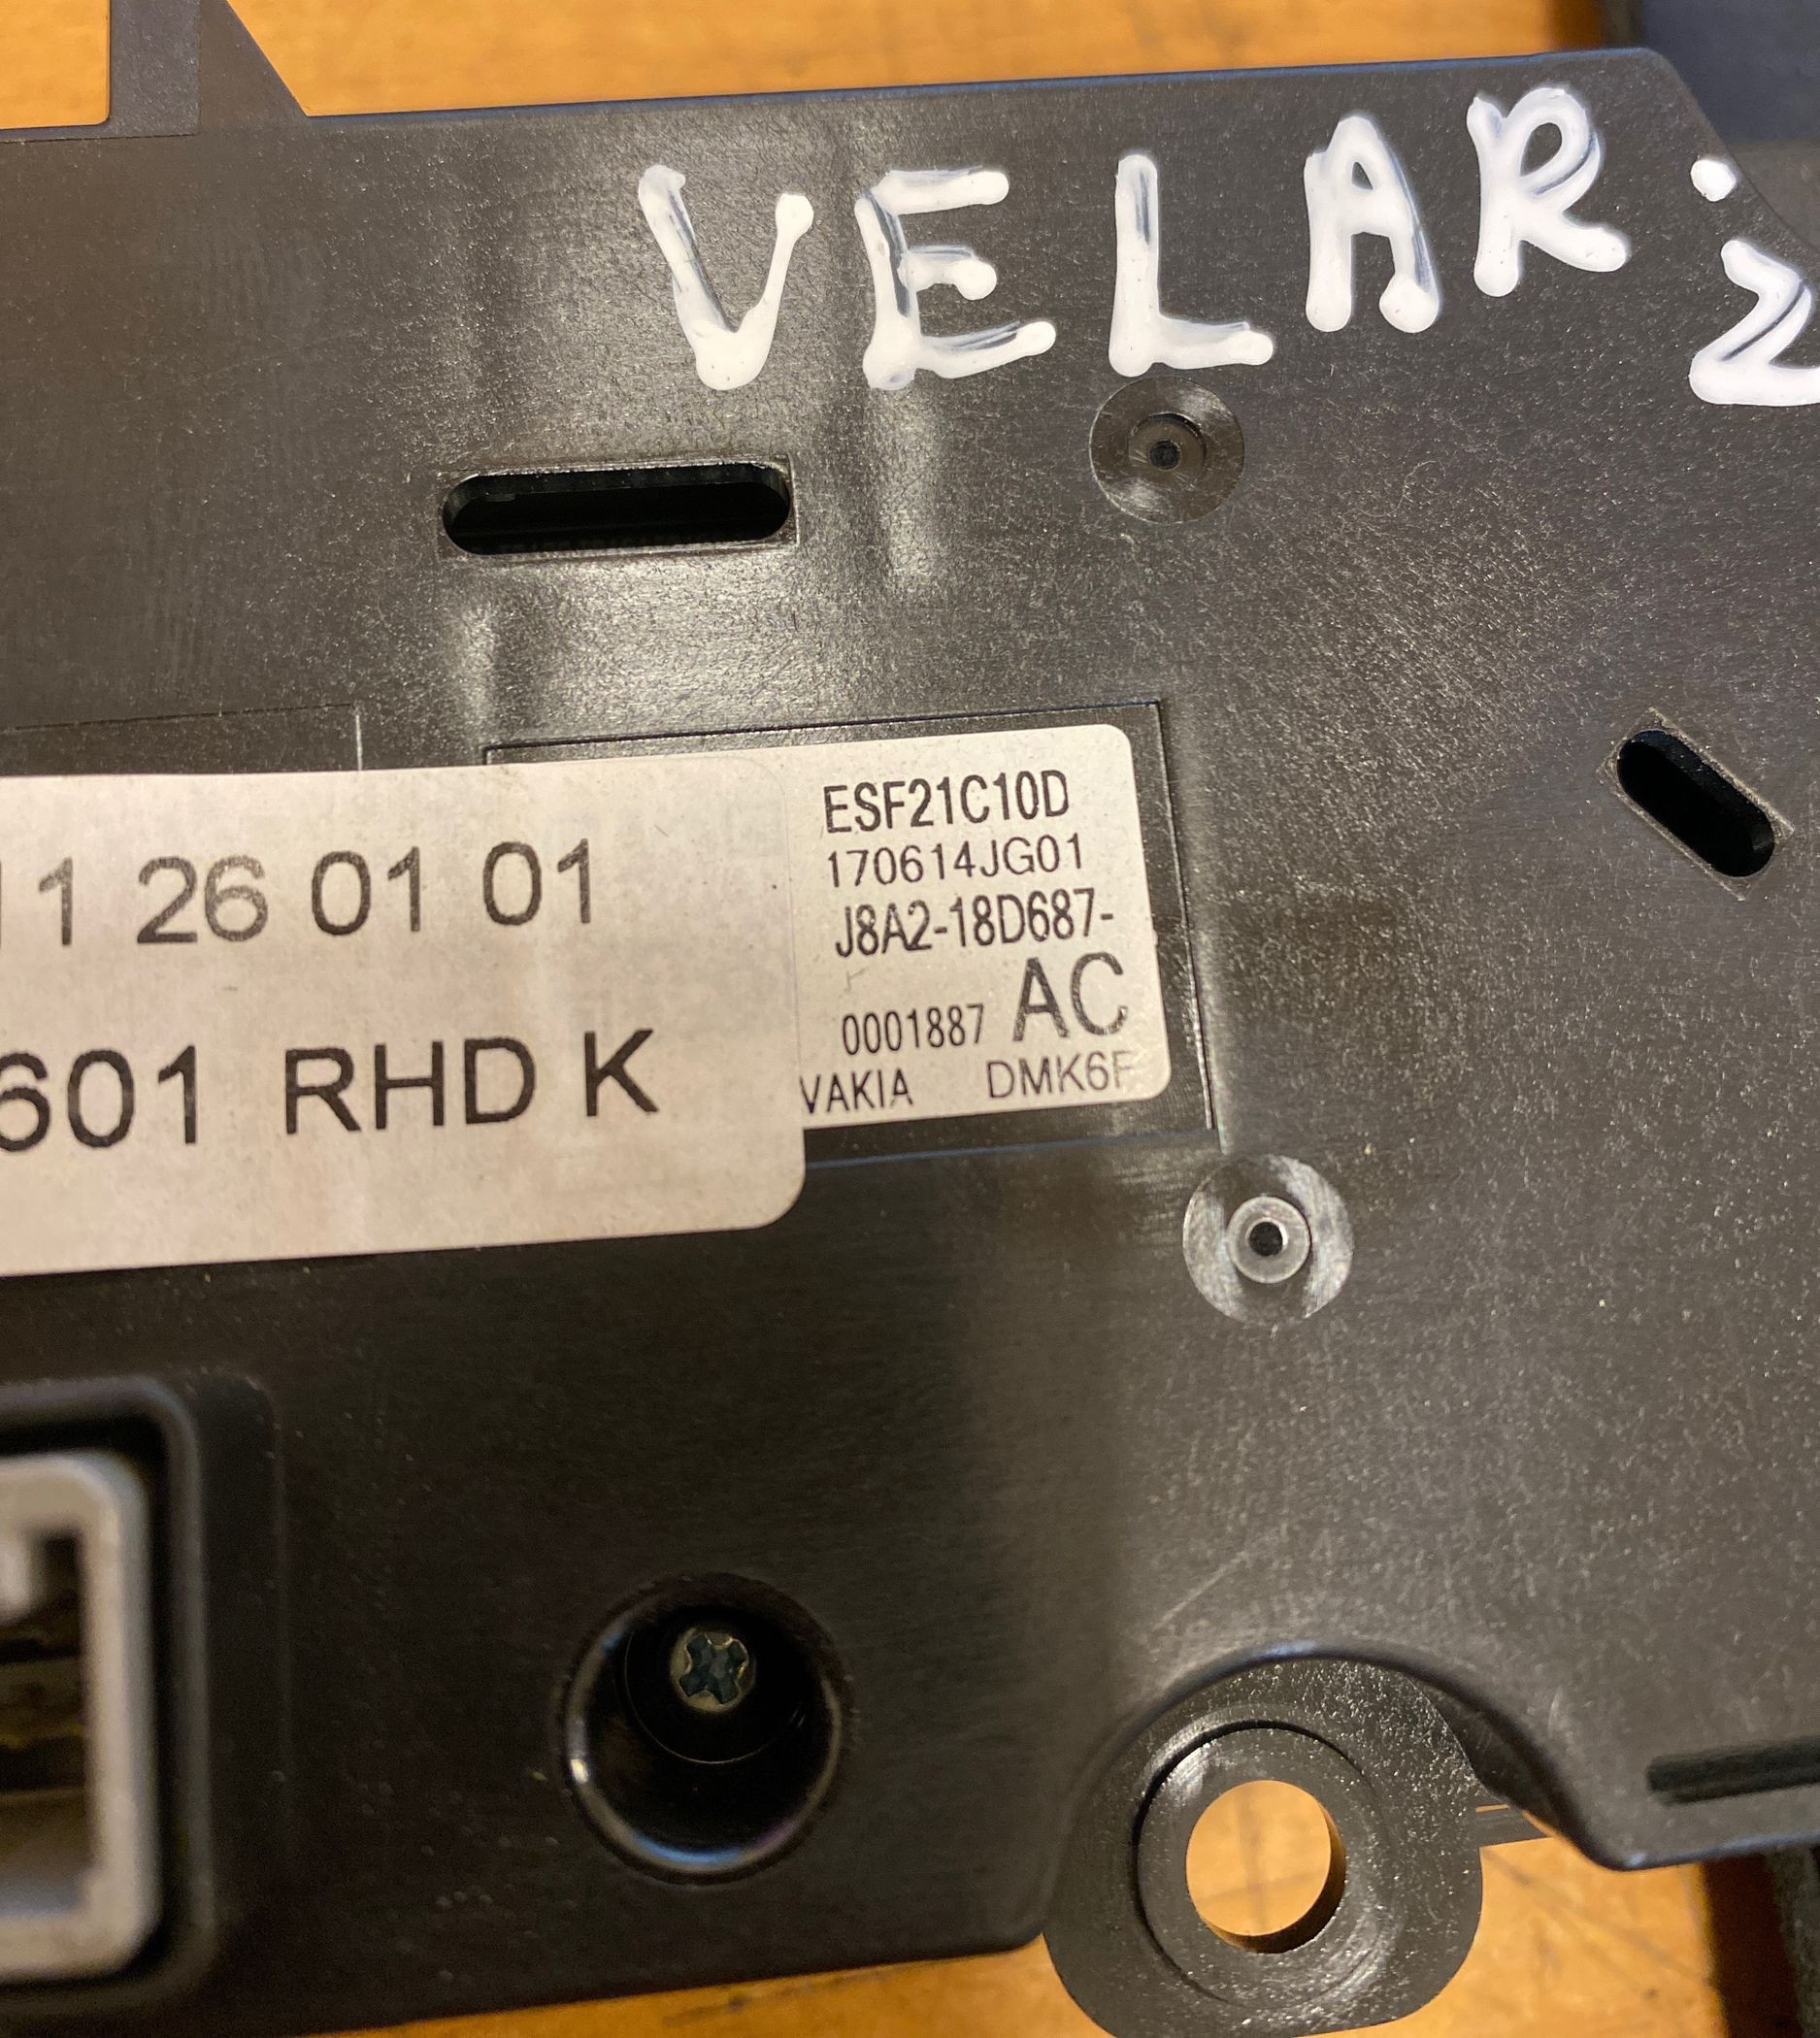 VELAR
ESF21C10D
170614JG01
J8A2-18D687-
AC
0001887
VAKIA DMK6F
1 26 01 01
601 RHD K